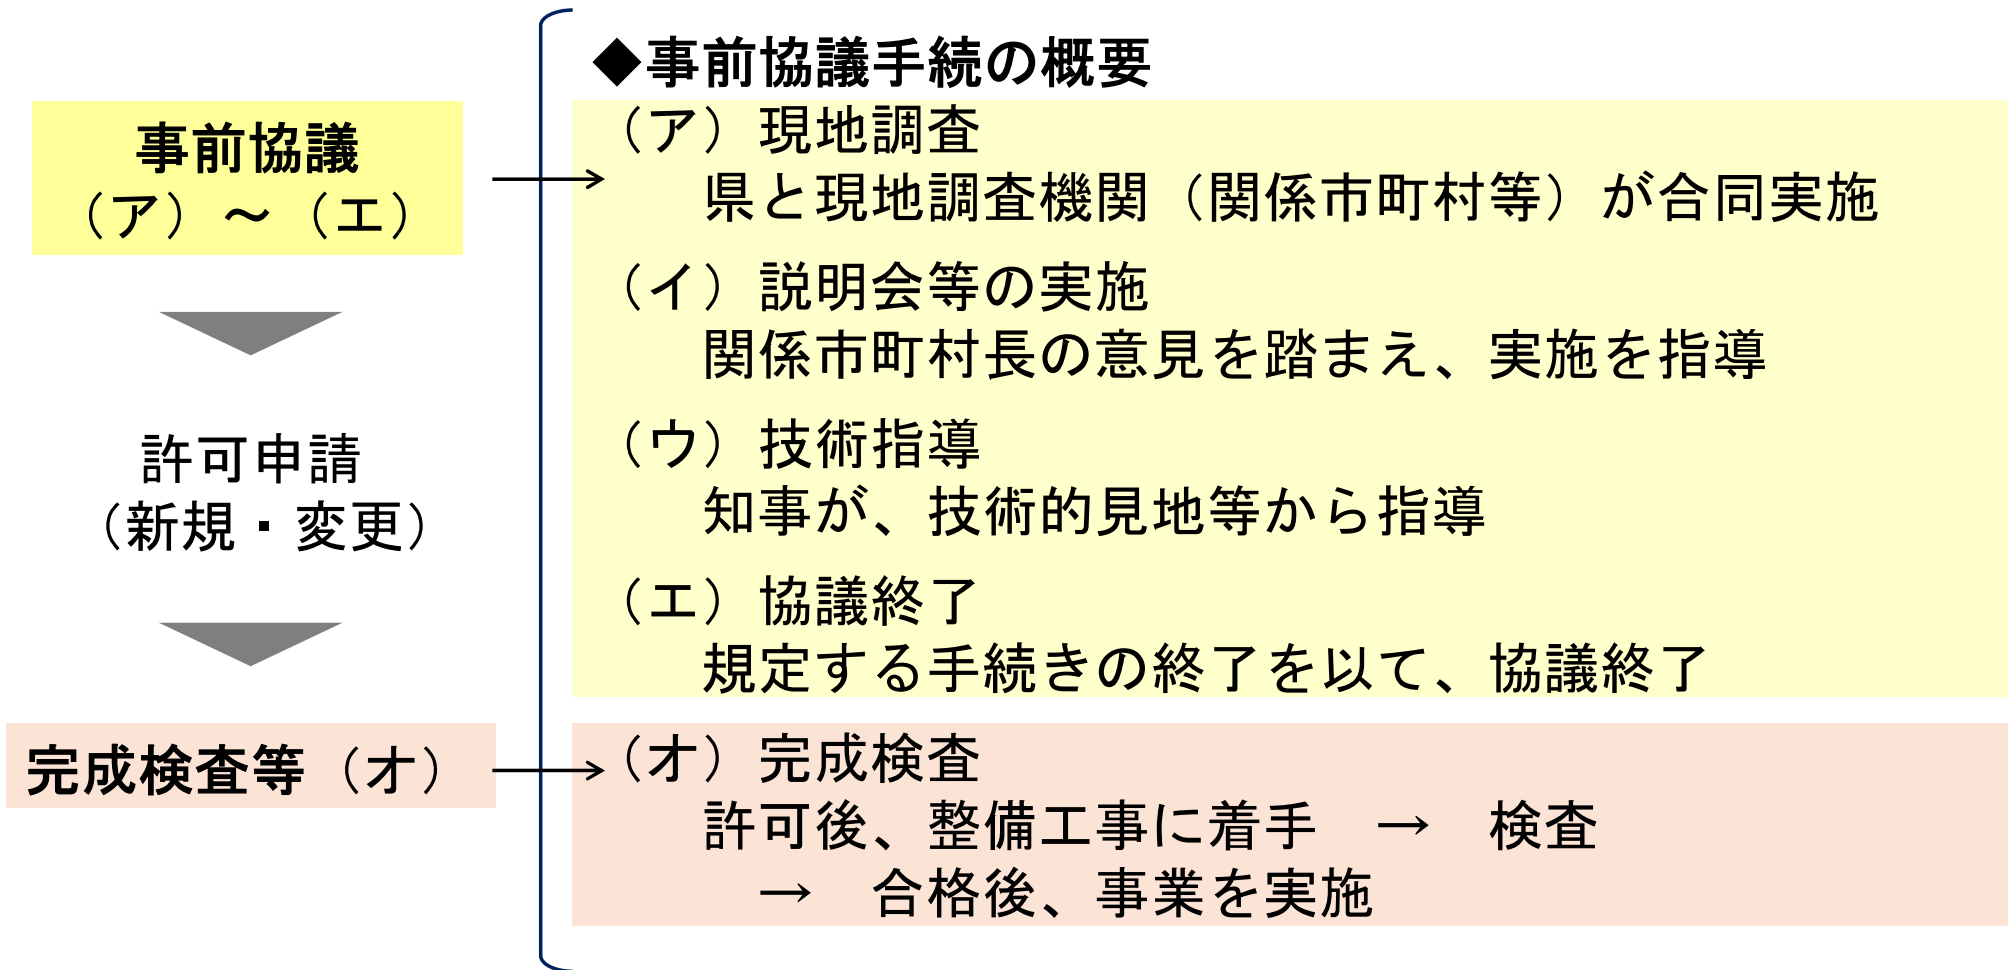 事前協議
（ア）～（エ）
許可申請
（新規・変更）
完成検査等（オ）
◆事前協議手続の概要
（ア）現地調査
県と現地調査機関（関係市町村等）が合同実施
（イ）説明会等の実施
関係市町村長の意見を踏まえ、実施を指導
（ウ）技術指導
知事が、技術的見地等から指導
（エ）協議終了
規定する手続きの終了を以て、協議終了
（オ）完成検査
許可後、整備工事に着手　→　検査
→　合格後、事業を実施